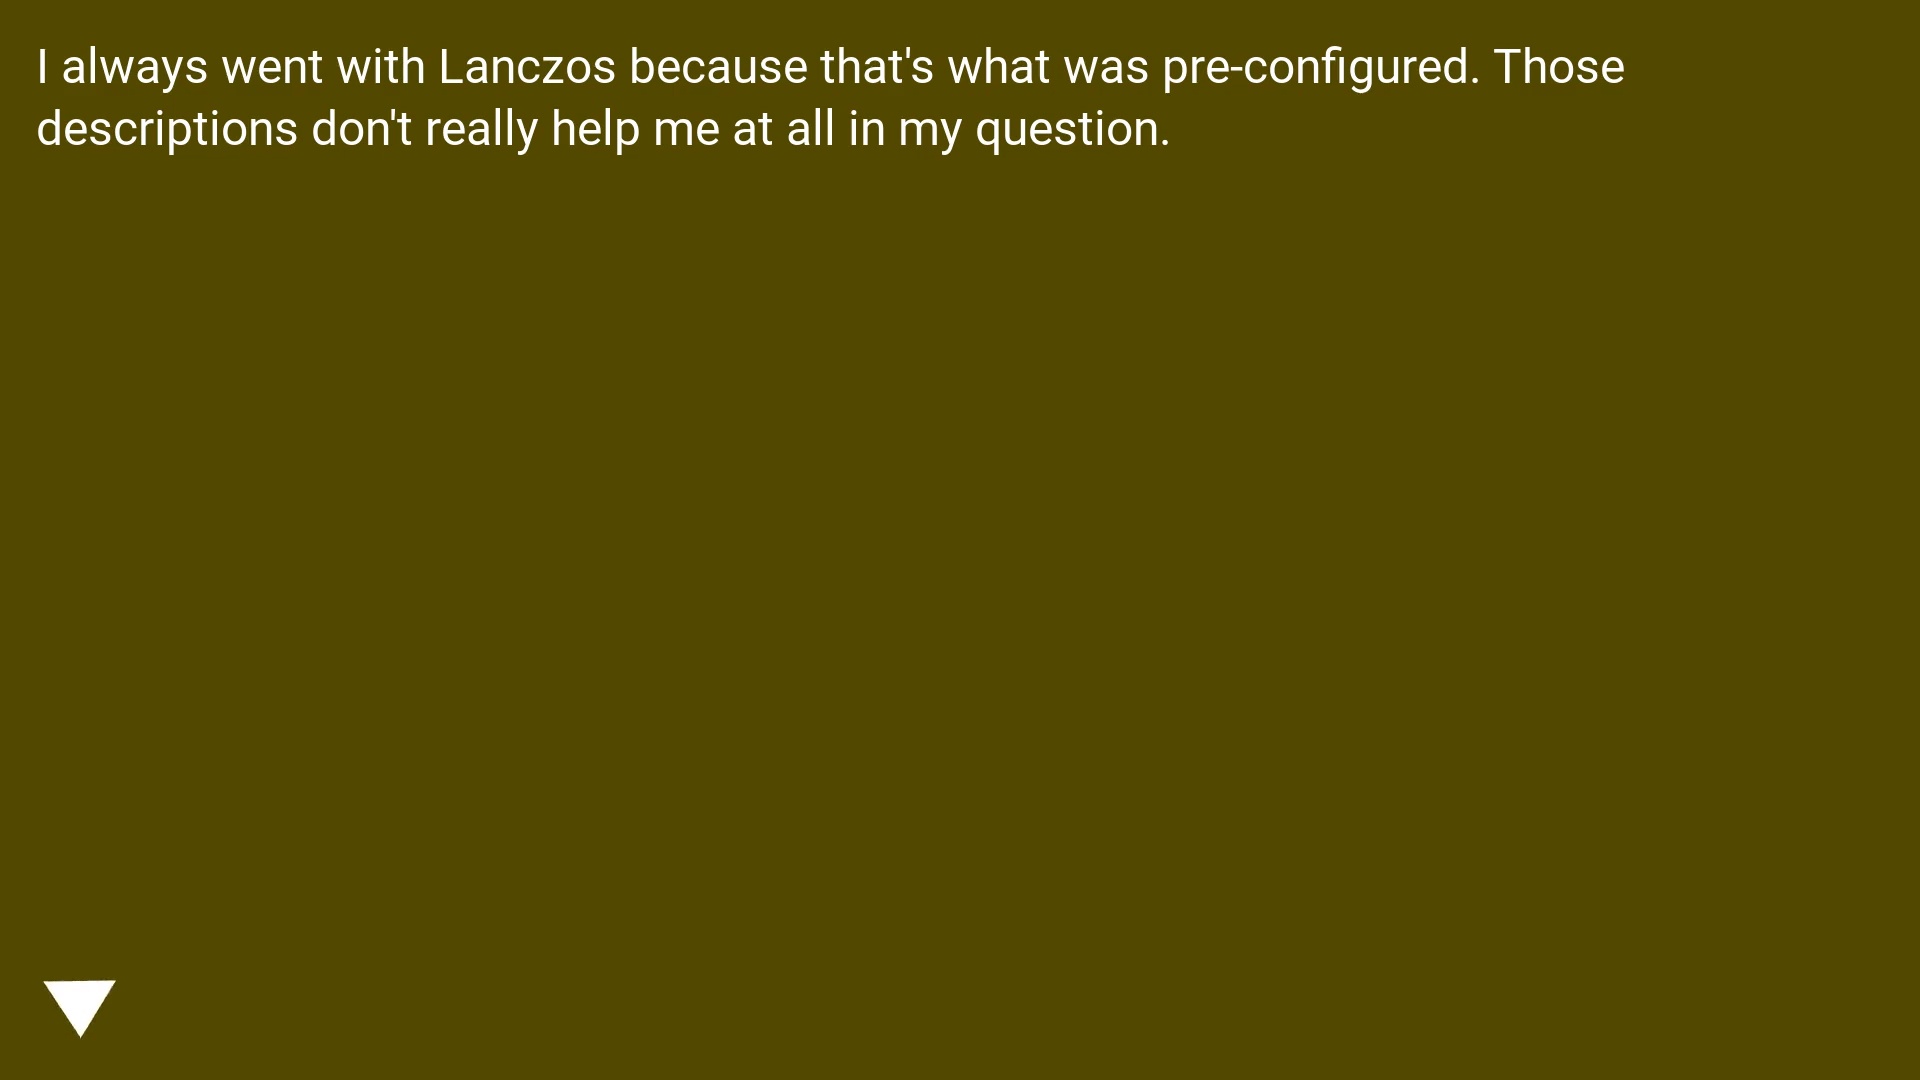 I always went with Lanczos because that's what was pre-configured. Those
descriptions don't really help me at all in my question.